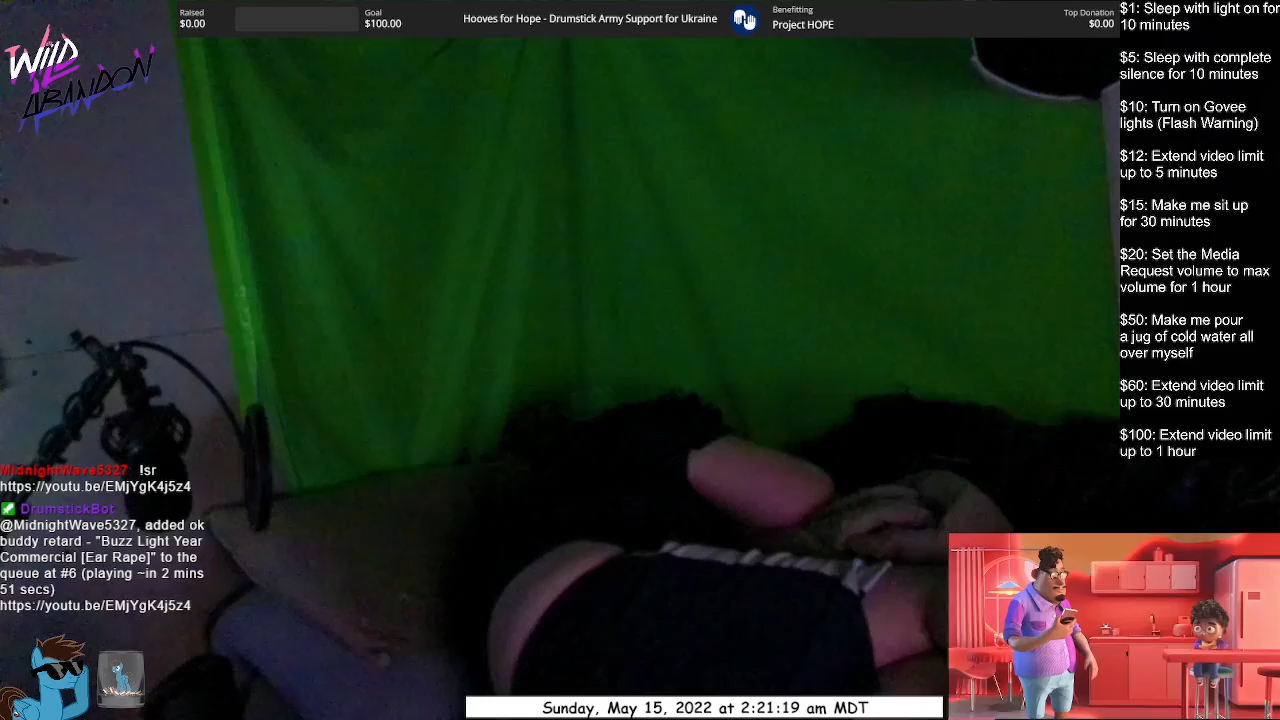 Raised
$0.00
Goal
$100.00
Hooves for Hope - Drumstick Army Support for Ukraine
Benefitting
Project HOPE
Top Donation
$0.00
WiLD
ABANDON
$1: Sleep with light on for
10 minutes
$5: Sleep with complete
silence for 10 minutes
$10: Turn on Govee
lights (Flash Warning)
$12: Extend video limit
up to 5 minutes
$15: Make me sit up
for 30 minutes
$20: Set the Media
Request volume to max
volume for 1 hour
$50: Make me pour
a jug of cold water all
over myself
$60: Extend video limit
up to 30 minutes
$100: Extend video limit
up to 1 hour
MidnightWave5327 !sr
https://youtu.be/EMjYgK4j5z4
DrumstickBot
@MidnightWave5327, added ok
buddy retard - "Buzz Light Year
Commercial [Ear Rape]" to the
queue at #6 (playing ~in 2 mins
51 secs)
https://youtu.be/EMjYgK4j5z4
Sunday, May 15, 2022 at 2:21:19 am MDT